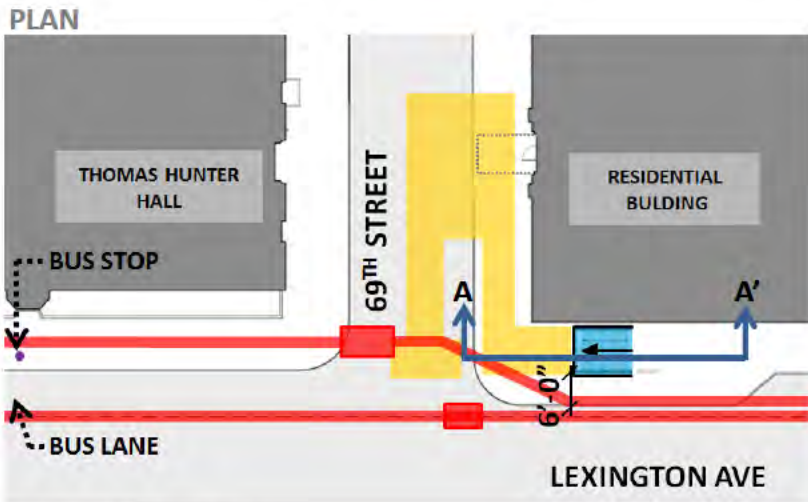 PLAN
THOMAS HUNTER
HALL
69TH STREET
RESIDENTIAL
BULDING
BUS STOP
A
A'
6'-0"
BUS LANE
LEXINGTON AVE